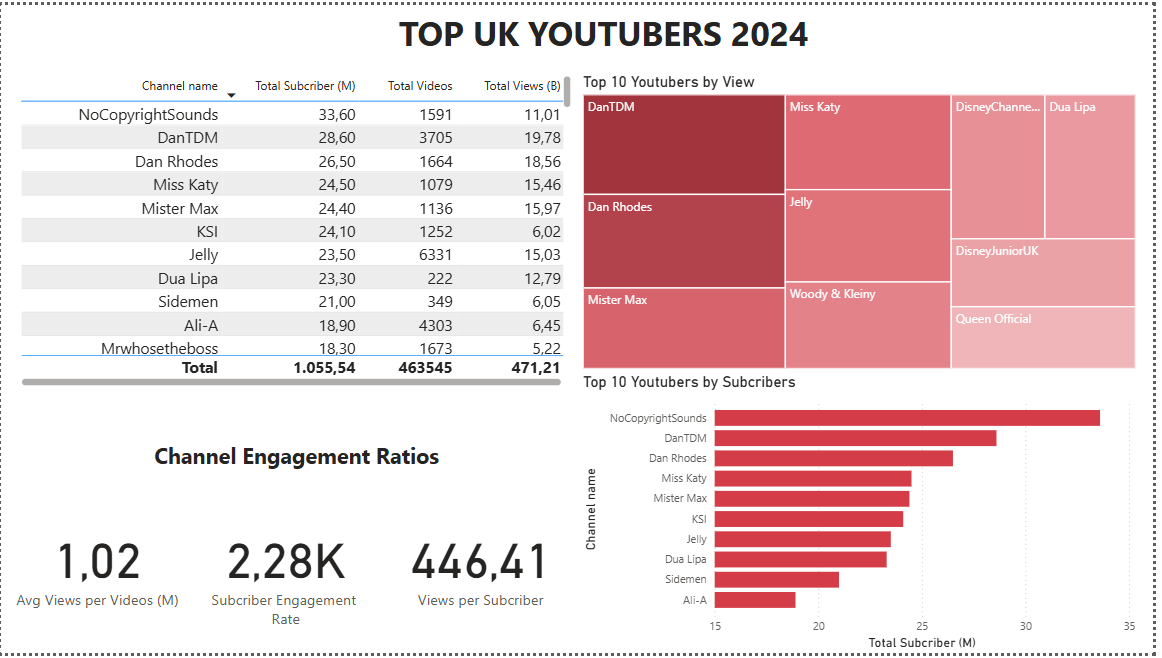 TOP UK YOUTUBERS 2024
Channel name Total Subcriber (M) Total Videos Total Views (B)
NoCopyrightSounds 33,60 1591 11,01
DanTDM 28,60 3705 19,78
Dan Rhodes 26,50 1664 18,56
Miss Katy 24,50 1079 15,46
Mister Max 24,40 1136 15,97
KSI 24,10 1252 6,02
Jelly 23,50 6331 15,03
Dua Lipa 23,30 222 12,79
Sidemen 21,00 349 6,05
Ali-A 18,90 4303 6,45
Mrwhosetheboss 18,30 1673 5,22
Total 1.055,54 463545 471,21
Top 10 Youtubers by View
DanTDM
Dan Rhodes
Mister Max
Miss Katy
Jelly
Woody & Kleiny
DisneyChanne...
Dua Lipa
DisneyJuniorUK
Queen Official
Channel Engagement Ratios
1,02
Avg Views per Videos (M)
2,28K
Subcriber Engagement
Rate
446,41
Views per Subcriber
Top 10 Youtubers by Subcribers
Channel name
NoCopyrightSounds
DanTDM
Dan Rhodes
Miss Katy
Mister Max
KSI
Jelly
Dua Lipa
Sidemen
Ali-A
15 20 25 30 35
Total Subcriber (M)